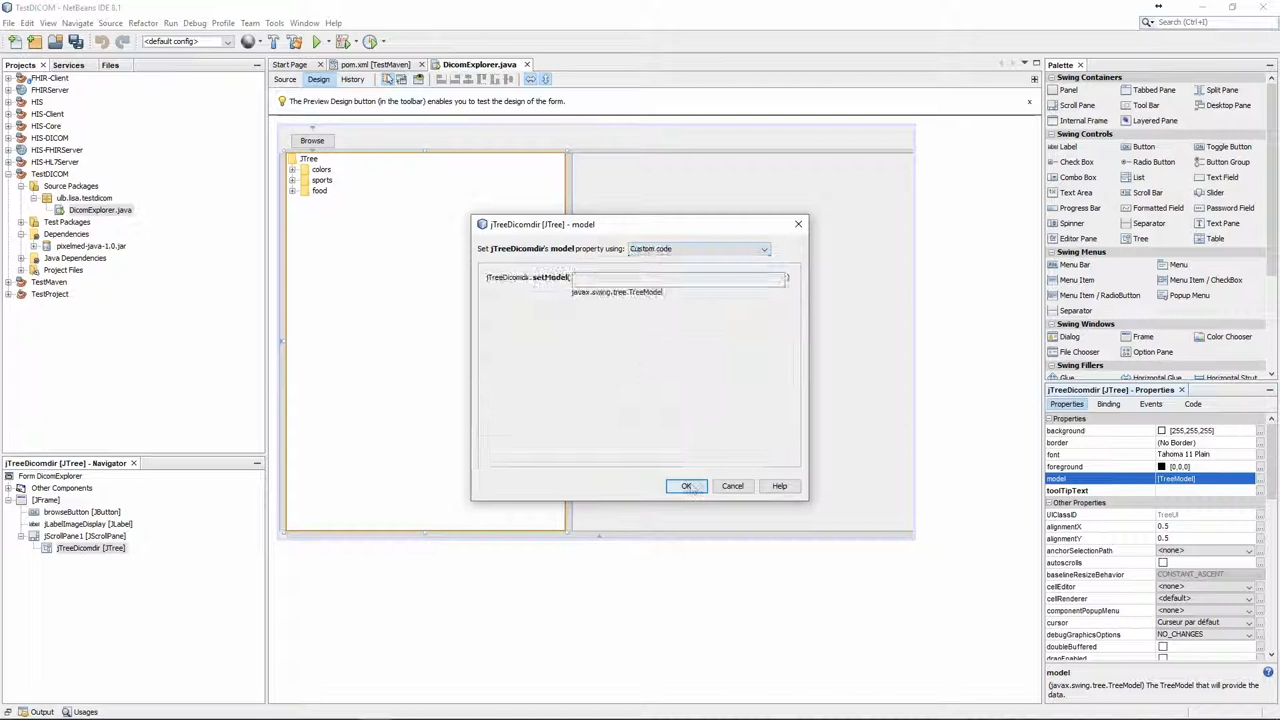 TestDICOM - NetBeans IDE 8.1
File Edit View Navigate Source Refactor Run Debug Profile Team Tools Window Help
Search (Ctrl+I)
<default config>
Projects Services Files
FHIR-Client
FHIRServer
HIS
HIS-Client
HIS-Core
HIS-DICOM
HIS-FHIRServer
HIS-HL7Server
TestDICOM
Source Packages
ulb.lisa.testdicom
DicomExplorer.java
Test Packages
Dependencies
pixelmed-java-1.0.jar
Java Dependencies
Project Files
TestMaven
TestProject
jTreeDicomdir [JTree] - Navigator
Form DicomExplorer
Other Components
[JFrame]
browseButton [JButton]
jLabelImageDisplay [JLabel]
jScrollPane1 [JScrollPane]
jTreeDicomdir [JTree]
Start Page pom.xml [TestMaven] DicomExplorer.java
Source Design History
The Preview Design button (in the toolbar) enables you to test the design of the form.
Browse
JTree
colors
sports
food
jTreeDicomdir [JTree] - model
Set jTreeDicomdir's model property using: Custom code
jTreeDicomdir.setModel( )
javax.swing.tree.TreeModel
OK Cancel Help
Palette
Swing Containers
Panel Tabbed Pane Split Pane
Scroll Pane Tool Bar Desktop Pane
Internal Frame Layered Pane
Swing Controls
Label Button Toggle Button
Check Box Radio Button Button Group
Combo Box List Text Field
Text Area Scroll Bar Slider
Progress Bar Formatted Field Password Field
Spinner Separator Text Pane
Editor Pane Tree Table
Swing Menus
Menu Bar Menu
Menu Item Menu Item / CheckBox
Menu Item / RadioButton Popup Menu
Separator
Swing Windows
Dialog Frame Color Chooser
File Chooser Option Pane
Swing Fillers
Glue Horizontal Glue Horizontal Strut
jTreeDicomdir [JTree] - Properties
Properties Binding Events Code
Properties
background [255,255,255]
border (No Border)
font Tahoma 11 Plain
foreground [0,0,0]
model [TreeModel]
toolTipText
Other Properties
UIClassID TreeUI
alignmentX 0.5
alignmentY 0.5
anchorSelectionPath <none>
autoscrolls
baselineResizeBehavior CONSTANT_ASCENT
cellEditor <none>
cellRenderer <default>
componentPopupMenu <none>
cursor Curseur par défaut
debugGraphicsOptions NO_CHANGES
doubleBuffered
dragEnabled
model
(javax.swing.tree.TreeModel) The TreeModel that will provide the
data.
Output Usages